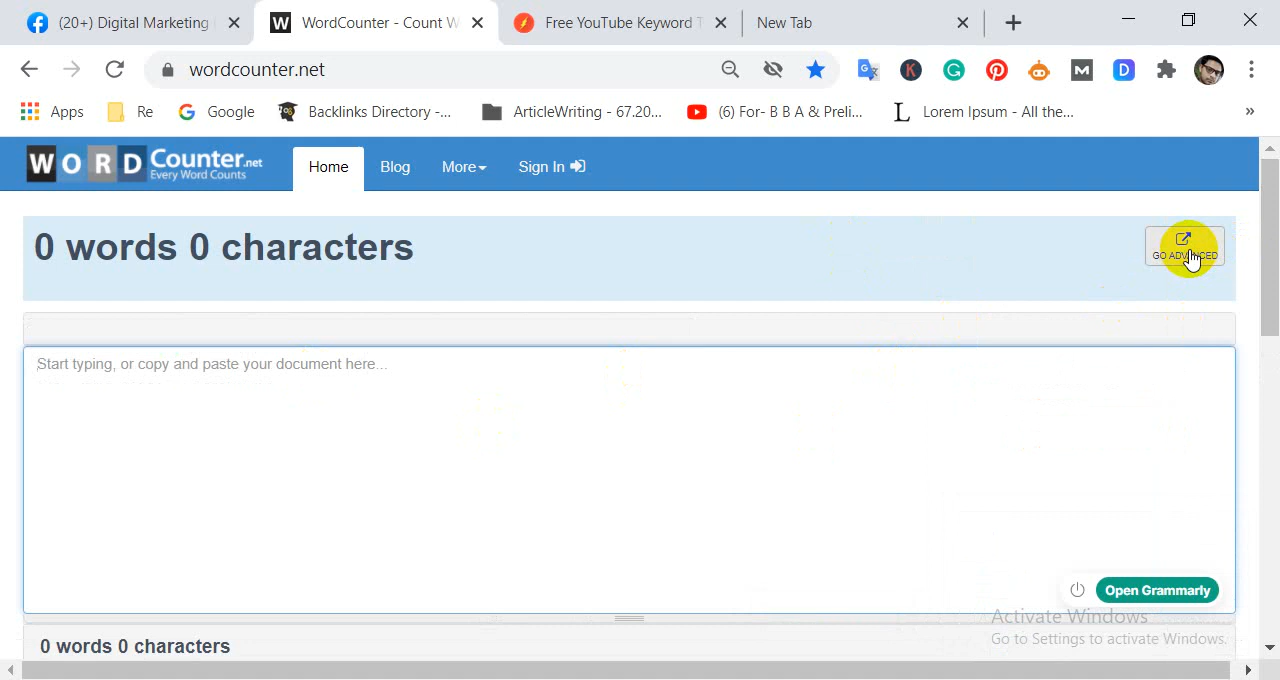 (20+) Digital Marketing
WordCounter - Count W
Free YouTube Keyword T
New Tab
wordcounter.net
Apps
Re
Google
Backlinks Directory -...
ArticleWriting - 67.20...
(6) For- B B A & Preli...
Lorem Ipsum - All the...
»
WORD Counter.net
Every Word Counts
Home
Blog
More
Sign In
0 words 0 characters
GO ADVANCED
Start typing, or copy and paste your document here...
Open Grammarly
Activate Windows
Go to Settings to activate Windows.
0 words 0 characters